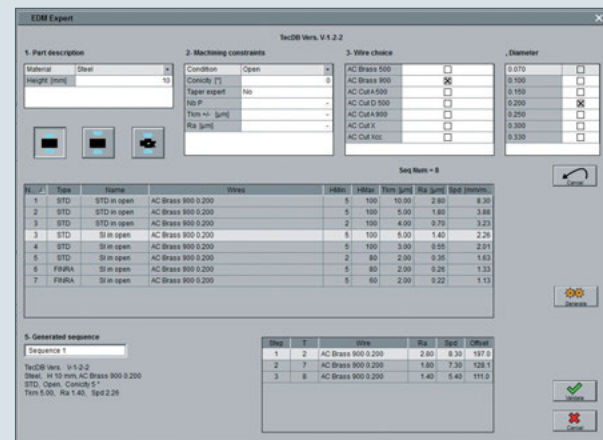 EDM Expert
TecDB Vers. V-1-2-2
1- Part description
Material Steel
Height [mm] 10
2- Machining constraints
Condition Open
Conicity [°] 0
Taper expert No
Nb P -
Tkm +/- [µm] -
Ra [µm] -
3- Wire choice
AC Brass 500
AC Brass 900
AC Cut A 500
AC Cut D 500
AC Cut A 900
AC Cut X
AC Cut Xcc
, Diameter
0.070
0.100
0.150
0.200
0.250
0.300
0.330
Seq Num = 8
Cancel
N... Type Name Wires HMin HMax Tkm [µm] Ra [µm] Spd [mm/m...
1 STD STD in open AC Brass 900 0.200 5 100 10.00 2.80 8.30
2 STD STD in open AC Brass 900 0.200 5 100 5.00 1.80 3.88
3 STD STD in open AC Brass 900 0.200 2 100 4.00 0.70 3.23
3 STD SI in open AC Brass 900 0.200 5 100 5.00 1.40 2.26
4 STD SI in open AC Brass 900 0.200 5 100 3.00 0.55 2.01
5 STD SI in open AC Brass 900 0.200 2 80 2.00 0.35 1.63
6 FINRA SI in open AC Brass 900 0.200 5 80 2.00 0.26 1.33
7 FINRA SI in open AC Brass 900 0.200 5 60 2.00 0.22 1.13
Generate
5- Generated sequence
Sequence 1
TecDB Vers. V-1-2-2
Steel, H 10 mm, AC Brass 900 0.200
STD, Open, Conicity 5 °
Tkm 5.00, Ra 1.40, Spd 2.26
Step T Wire Ra Spd Offset
1 2 AC Brass 900 0.200 2.80 8.30 197.0
2 7 AC Brass 900 0.200 1.80 7.30 128.1
3 8 AC Brass 900 0.200 1.40 5.40 111.0
Validate
Cancel